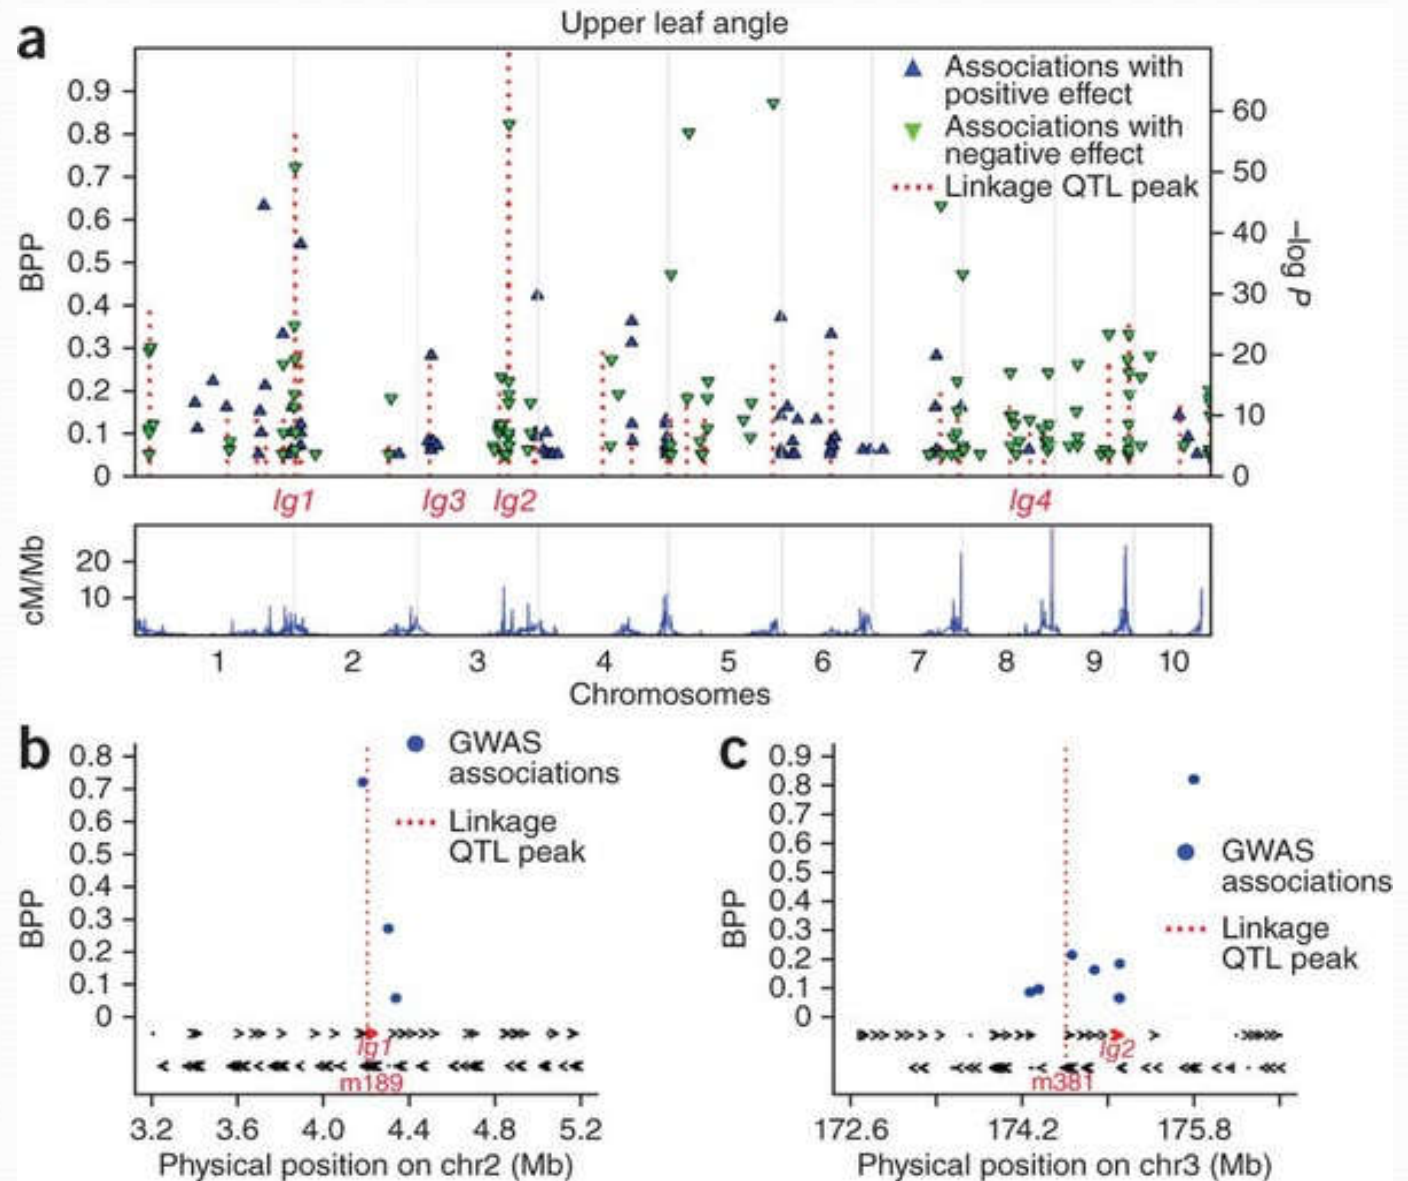 a
Upper leaf angle
BPP
0.9
0.8
0.7
0.6
0.5
0.4
0.3
0.2
0.1
0
Associations with
positive effect
Associations with
negative effect
Linkage QTL peak
60
50
40
30
20
10
0
–log P
lg1 lg3 lg2 lg4
cM/Mb
20
10
1 2 3 4 5 6 7 8 9 10
Chromosomes
b
BPP
0.8
0.7
0.6
0.5
0.4
0.3
0.2
0.1
0
GWAS
associations
Linkage
QTL peak
lg1
m189
3.2 3.6 4.0 4.4 4.8 5.2
Physical position on chr2 (Mb)
c
BPP
0.9
0.8
0.7
0.6
0.5
0.4
0.3
0.2
0.1
0
GWAS
associations
Linkage
QTL peak
lg2
m381
172.6 174.2 175.8
Physical position on chr3 (Mb)